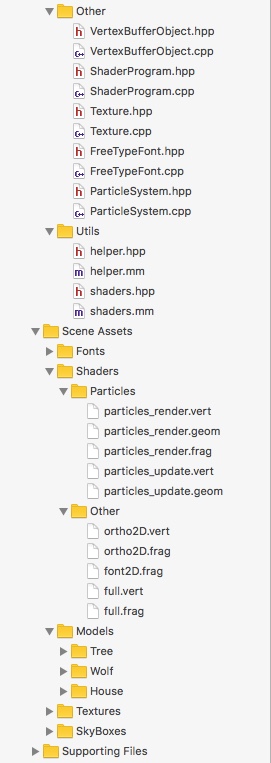 Other
VertexBufferObject.hpp
VertexBufferObject.cpp
ShaderProgram.hpp
ShaderProgram.cpp
Texture.hpp
Texture.cpp
FreeTypeFont.hpp
FreeTypeFont.cpp
ParticleSystem.hpp
ParticleSystem.cpp
Utils
helper.hpp
helper.mm
shaders.hpp
shaders.mm
Scene Assets
Fonts
Shaders
Particles
particles_render.vert
particles_render.geom
particles_render.frag
particles_update.vert
particles_update.geom
Other
ortho2D.vert
ortho2D.frag
font2D.frag
full.vert
full.frag
Models
Tree
Wolf
House
Textures
SkyBoxes
Supporting Files